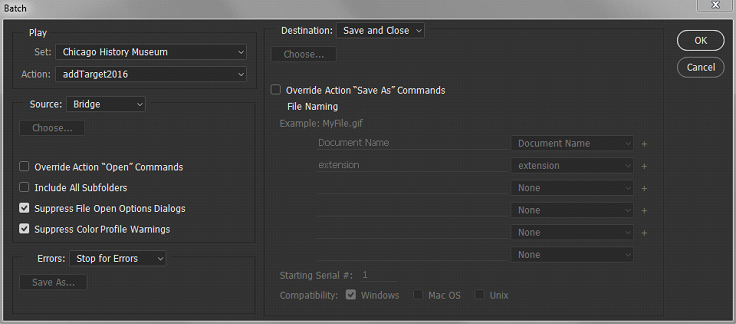 Batch
Play
Set: Chicago History Museum
Action: addTarget2016
Source: Bridge
Choose...
Override Action "Open" Commands
Include All Subfolders
Suppress File Open Options Dialogs
Suppress Color Profile Warnings
Errors: Stop for Errors
Save As...
Destination: Save and Close
Choose...
Override Action "Save As" Commands
File Naming
Example: MyFile.gif
Document Name Document Name +
extension extension +
None +
None +
None +
None
Starting Serial #: 1
Compatibility: Windows Mac OS Unix
OK
Cancel